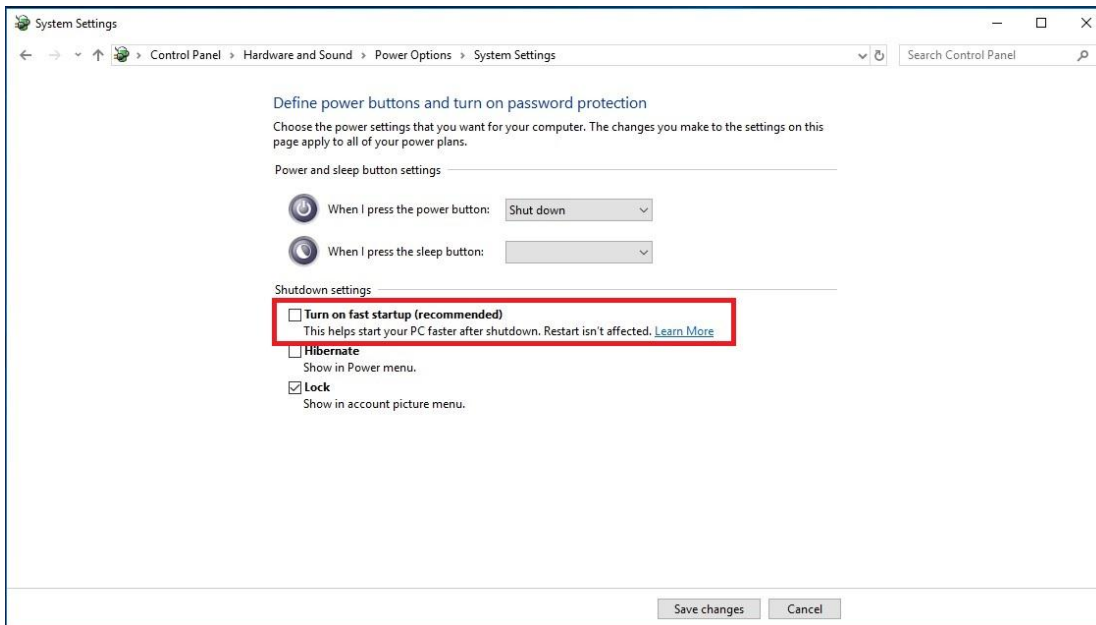 System Settings
Control Panel > Hardware and Sound > Power Options > System Settings
Search Control Panel
Define power buttons and turn on password protection
Choose the power settings that you want for your computer. The changes you make to the settings on this
page apply to all of your power plans.
Power and sleep button settings
When I press the power button: Shut down
When I press the sleep button:
Shutdown settings
Turn on fast startup (recommended)
This helps start your PC faster after shutdown. Restart isn't affected. Learn More
Hibernate
Show in Power menu.
Lock
Show in account picture menu.
Save changes Cancel